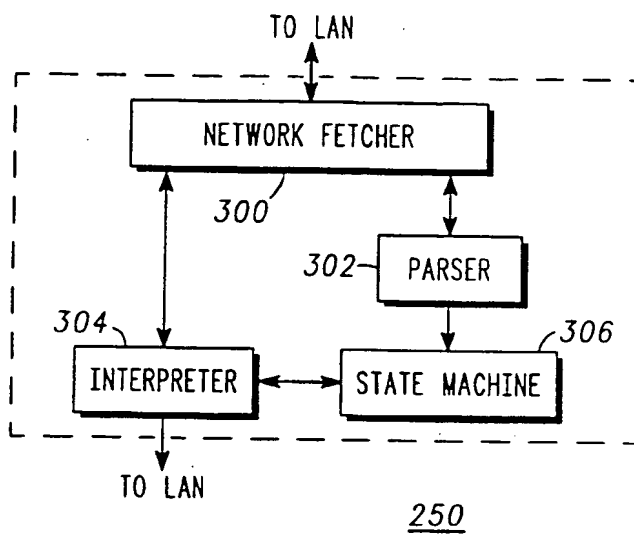 TO LAN
NETWORK FETCHER
300
302
PARSER
304
306
INTERPRETER
STATE MACHINE
TO LAN
250